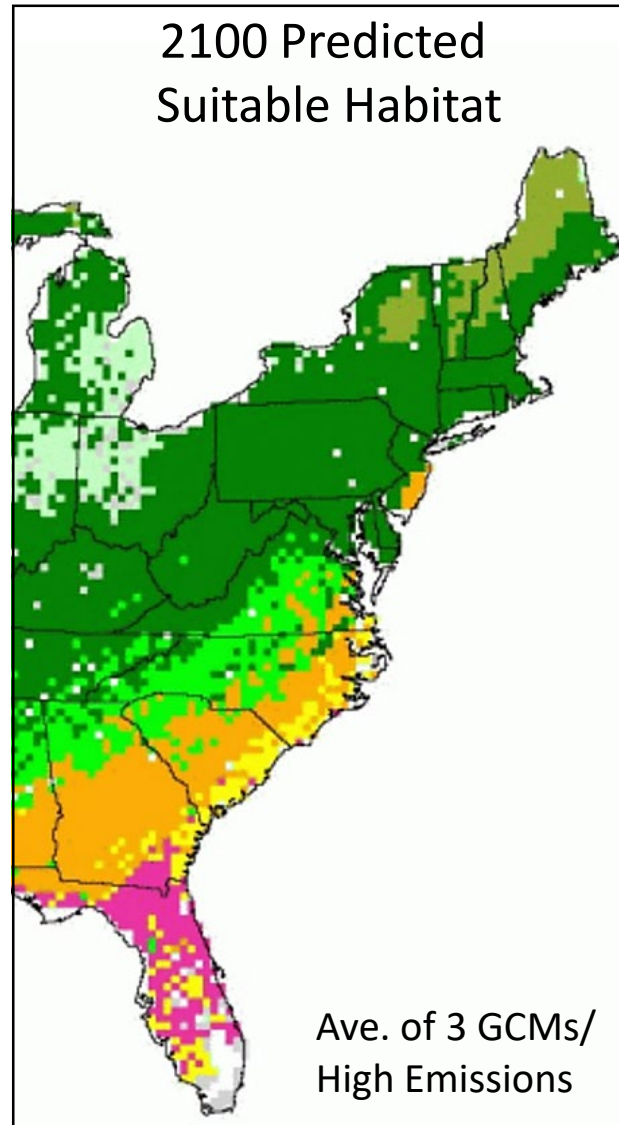 2100 Predicted
Suitable Habitat
Ave. of 3 GCMs/
High Emissions